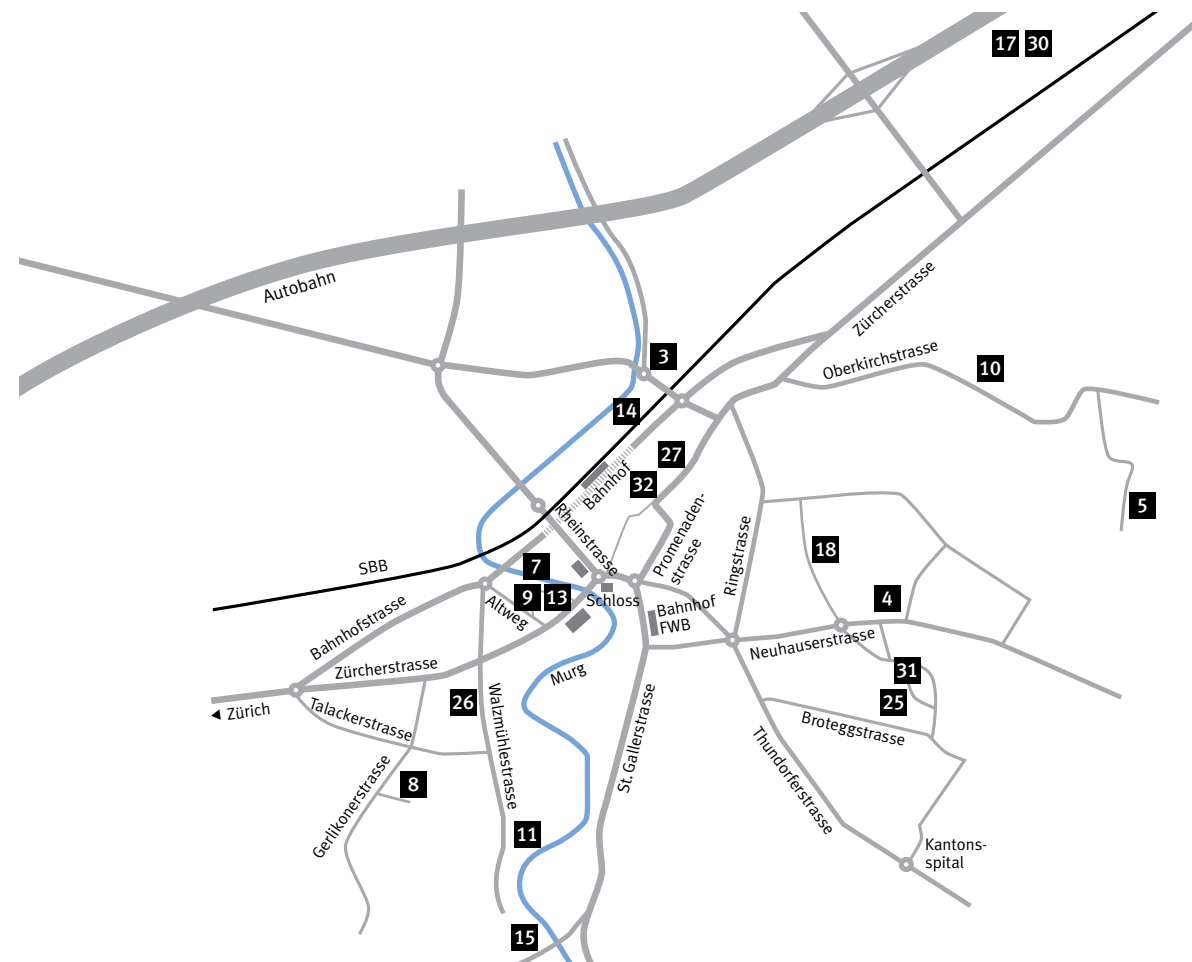 17 30
Autobahn
Zürcherstrasse
3
Oberkirchstrasse
10
14
27
Bahnhof
32
5
Rheinstrasse
Promenaden-
strasse
Ringstrasse
18
SBB
7
9 13
Schloss
4
Altweg
Bahnhof
FWB
Bahnhofstrasse
Neuhauserstrasse
Zürcherstrasse
31
Murg
26
25
◄ Zürich
Talackerstrasse
Walzmühlestrasse
St. Gallerstrasse
Broteggstrasse
Thundorferstrasse
8
Gerlikonerstrasse
11
Kantons-
spital
15